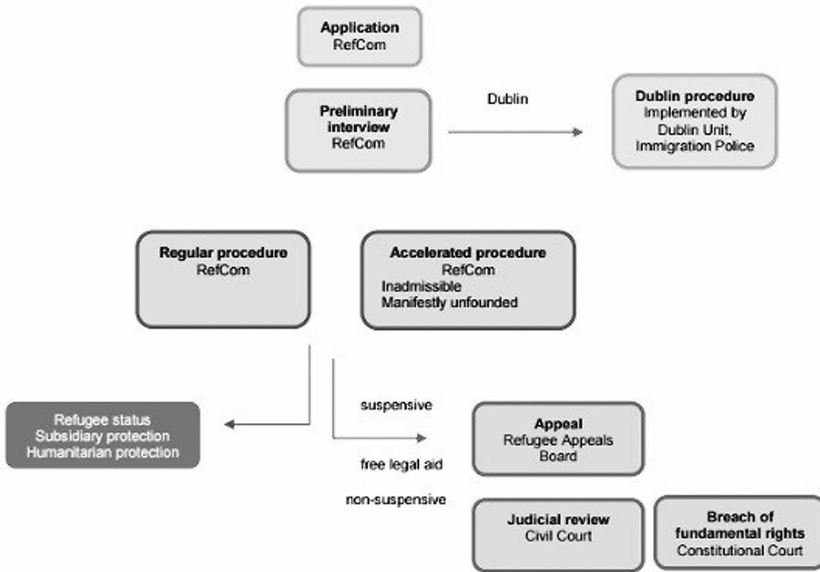 Application
RefCom
Preliminary
interview
RefCom
Dublin
Dublin procedure
Implemented by
Dublin Unit,
Immigration Police
Regular procedure
RefCom
Accelerated procedure
RefCom
Inadmissible
Manifestly unfounded
Refugee status
Subsidiary protection
Humanitarian protection
suspensive
free legal aid
non-suspensive
Appeal
Refugee Appeals
Board
Judicial review
Civil Court
Breach of
fundamental rights
Constitutional Court